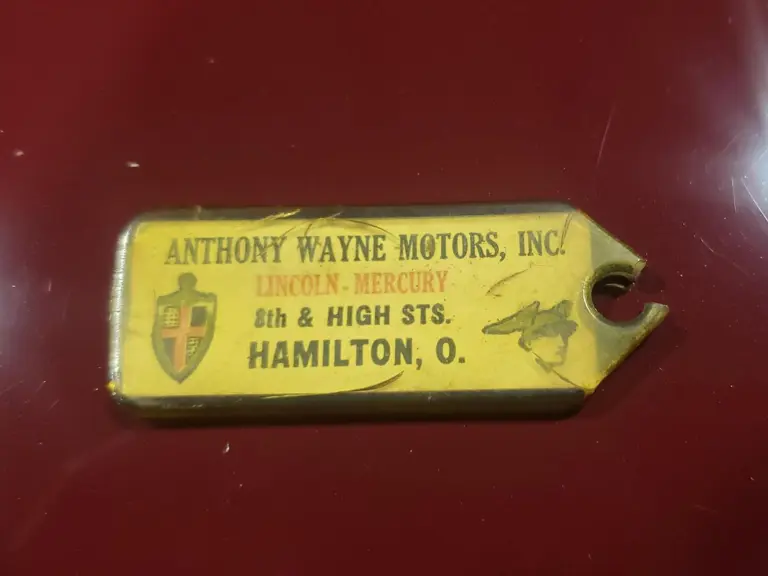 ANTHONY WAYNE MOTORS, INC.
LINCOLN - MERCURY
8th & HIGH STS.
HAMILTON, O.